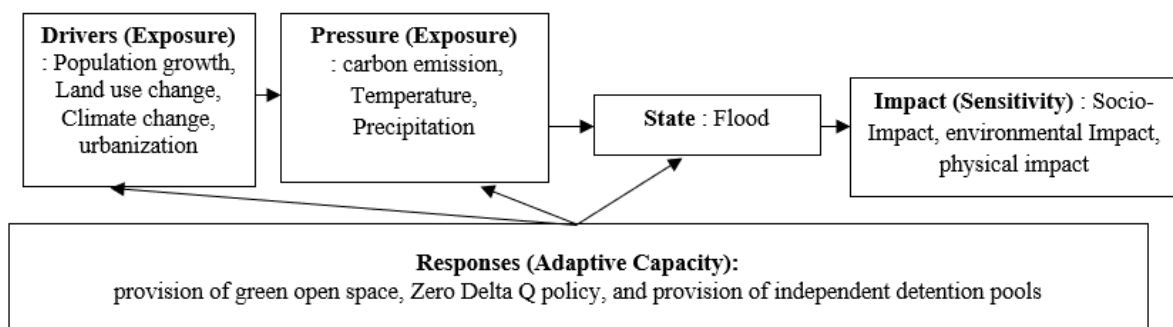 Drivers (Exposure)
: Population growth,
Land use change,
Climate change,
urbanization
Pressure (Exposure)
: carbon emission,
Temperature,
Precipitation
State : Flood
Impact (Sensitivity) : Socio-
Impact, environmental Impact,
physical impact
Responses (Adaptive Capacity):
provision of green open space, Zero Delta Q policy, and provision of independent detention pools